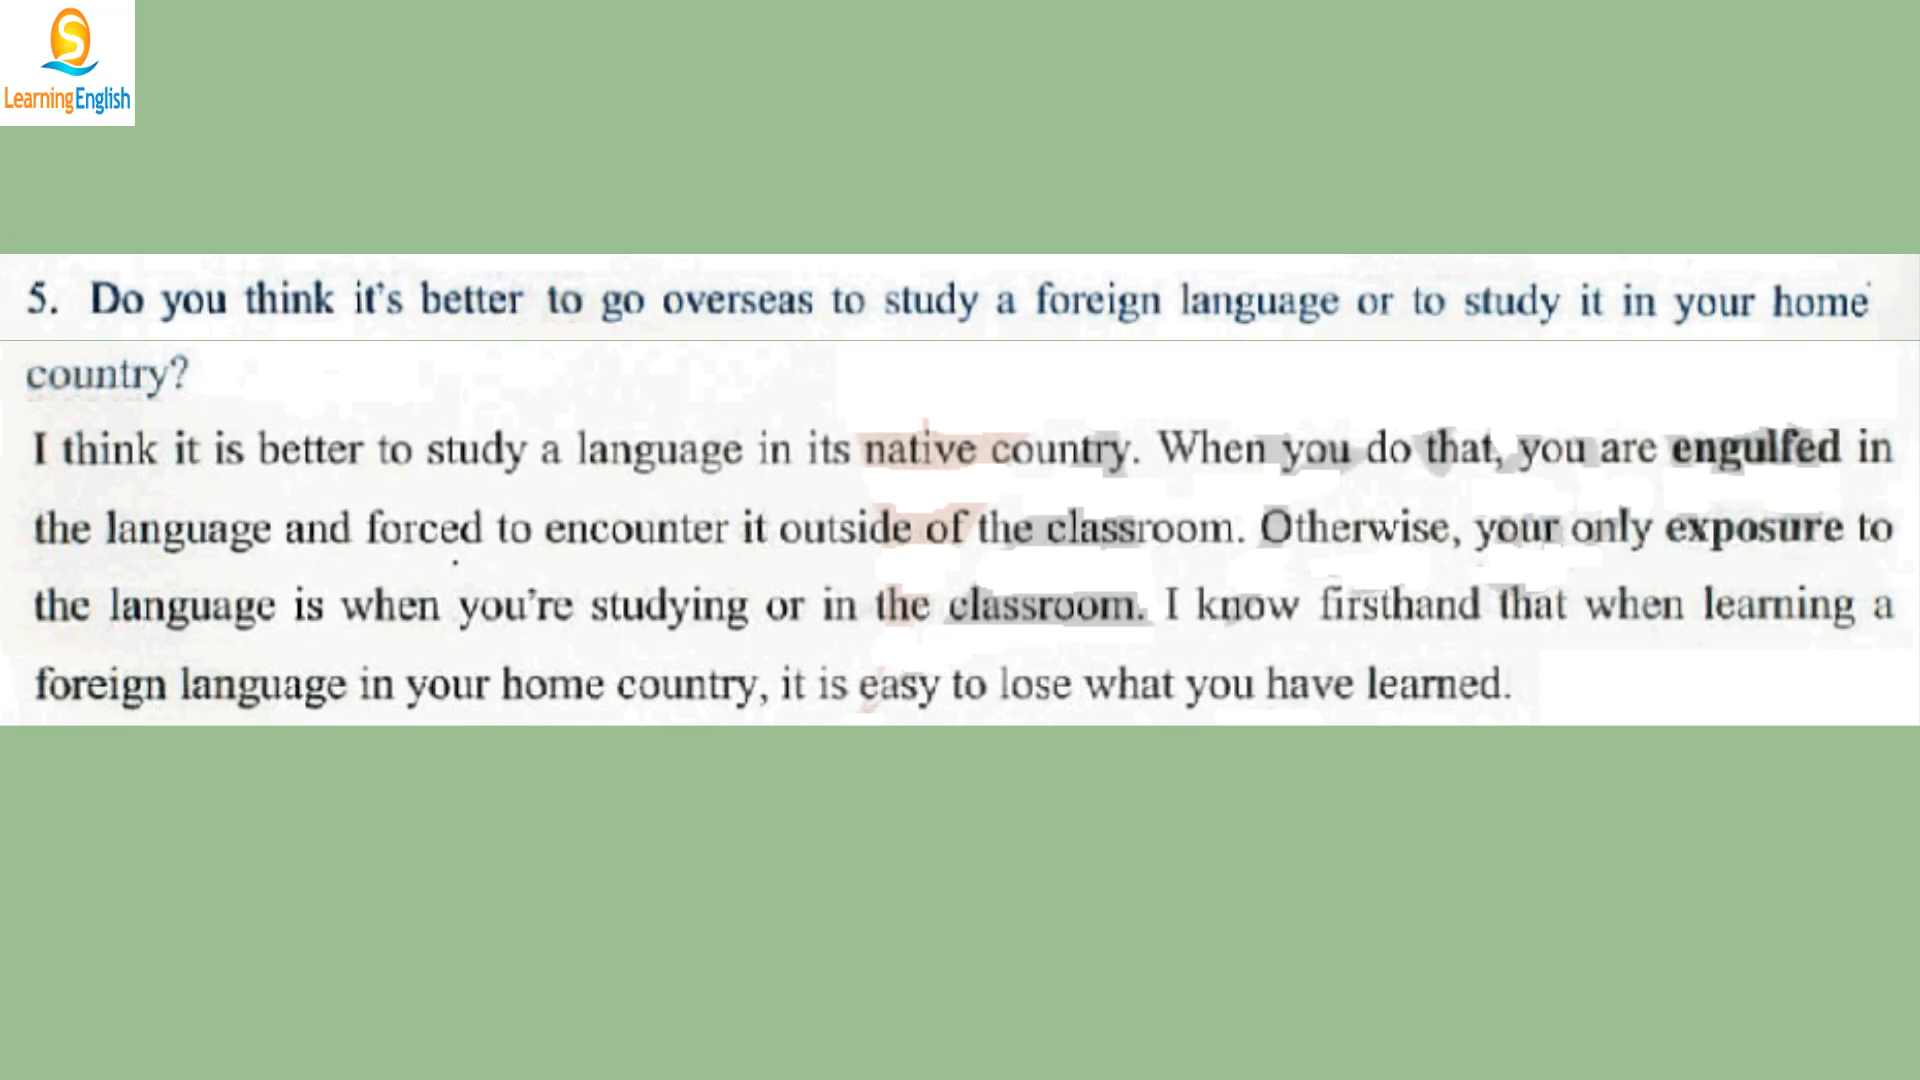 LearningEnglish
5. Do you think it's better to go overseas to study a foreign language or to study it in your home
country?
I think it is better to study a language in its native country. When you do that, you are engulfed in
the language and forced to encounter it outside of the classroom. Otherwise, your only exposure to
the language is when you're studying or in the classroom. I know firsthand that when learning a
foreign language in your home country, it is easy to lose what you have learned.